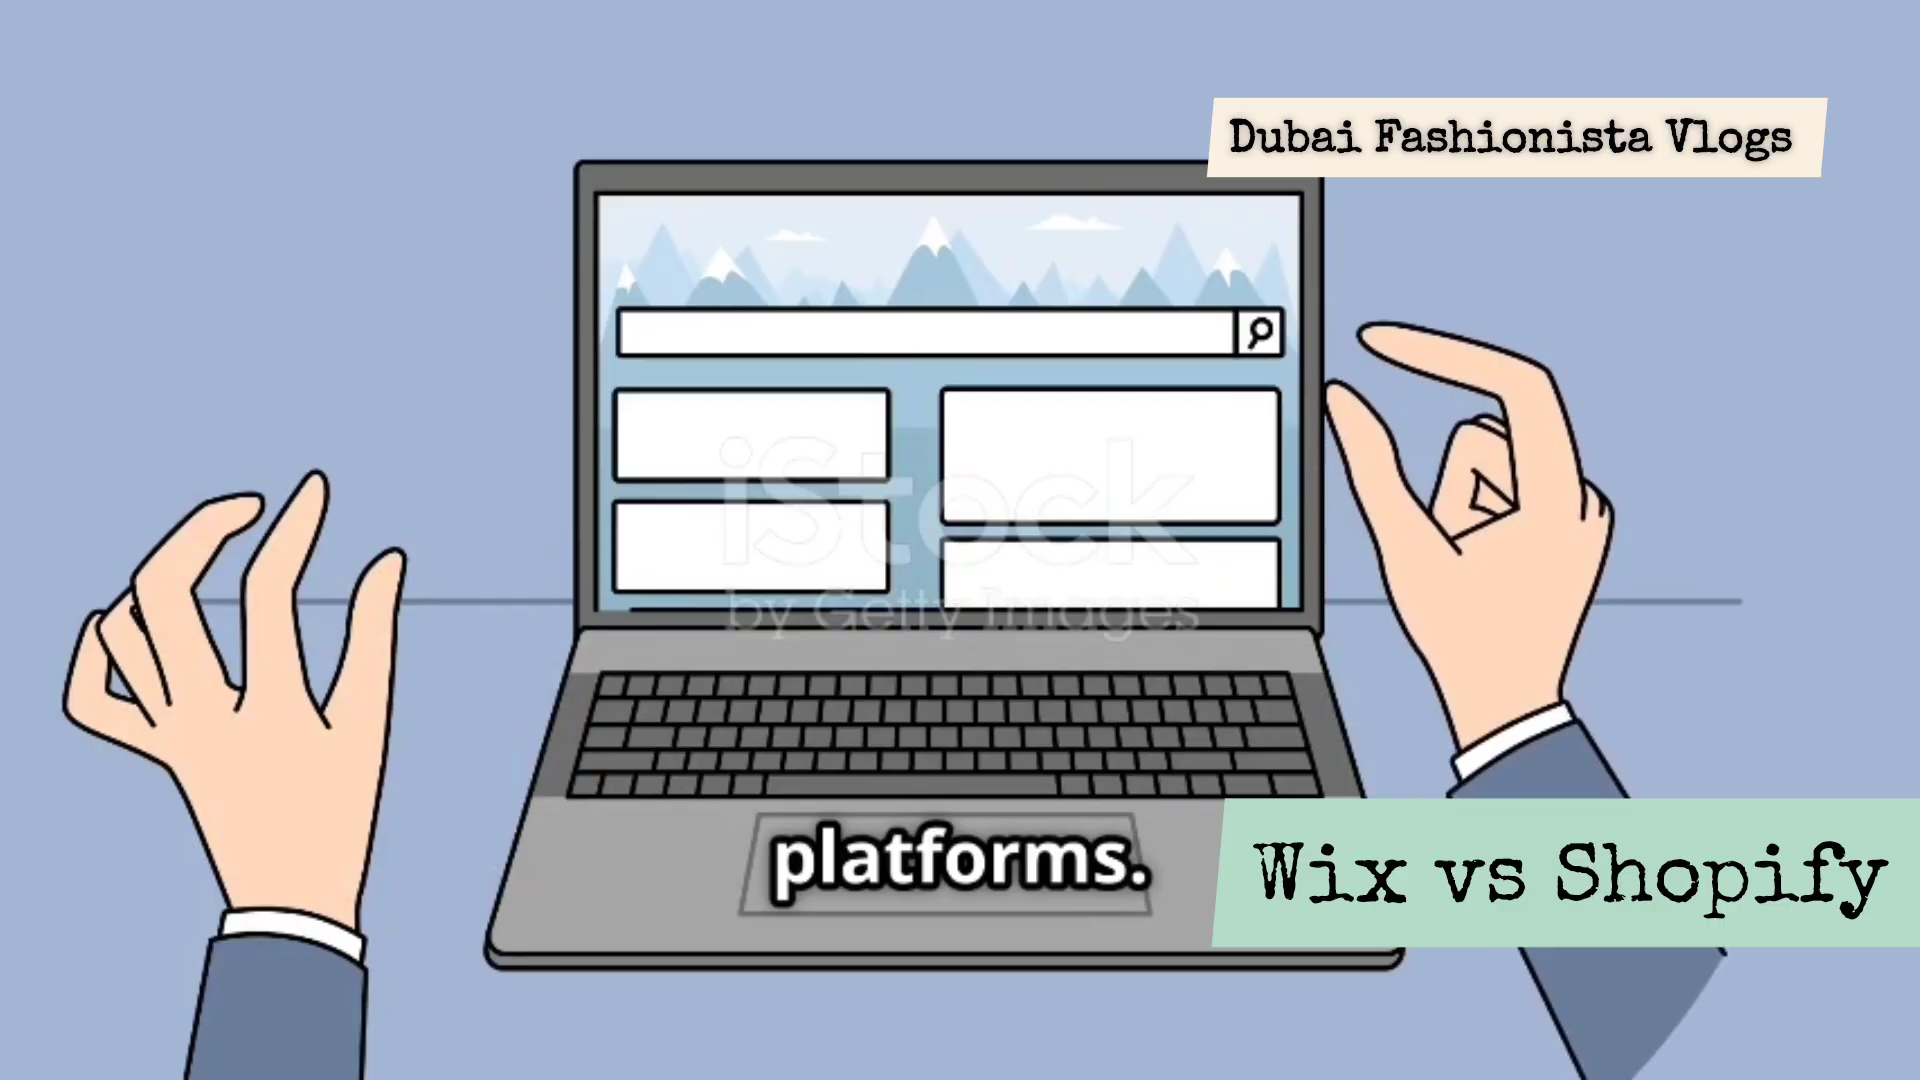 Dubai Fashionista Vlogs
iStock
by Getty Images
platforms.
Wix vs Shopify